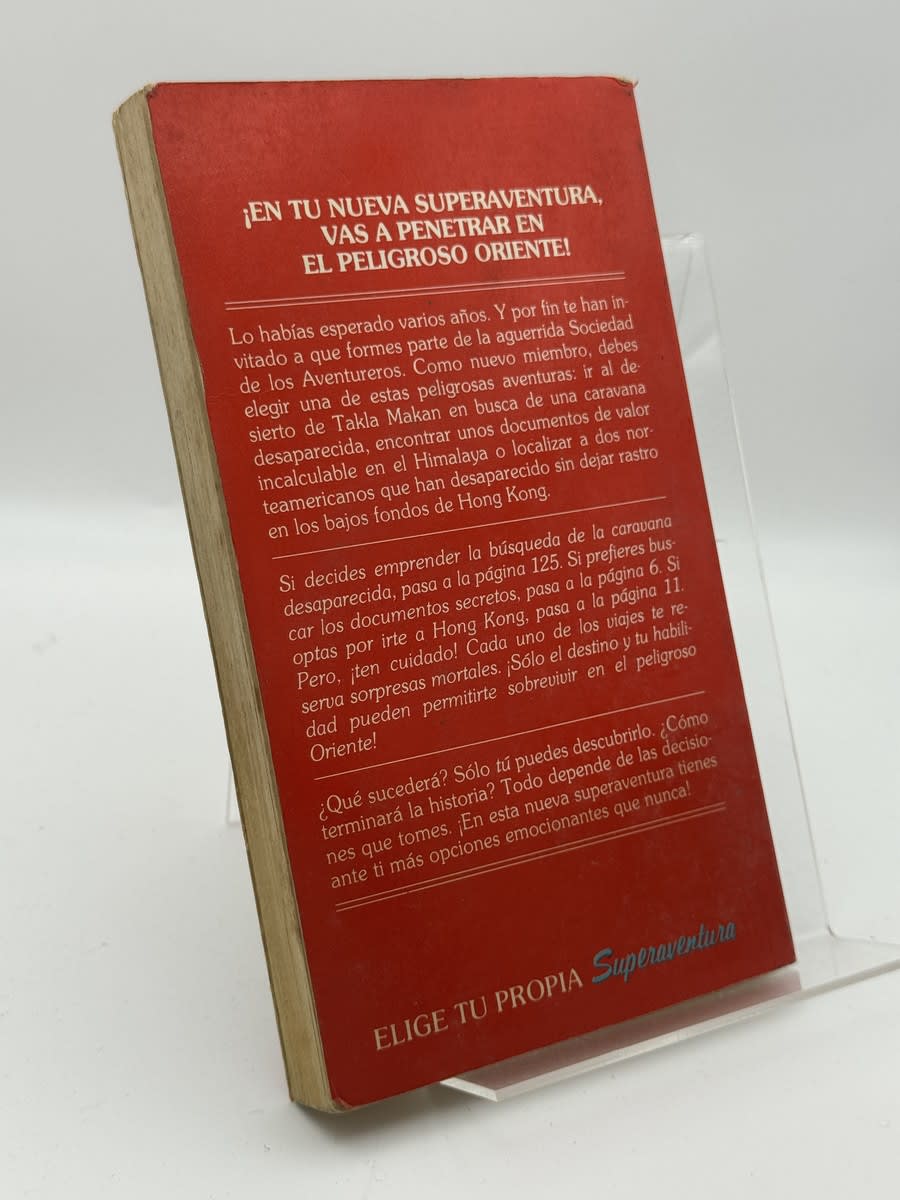 ¡EN TU NUEVA SUPERAVENTURA,
VAS A PENETRAR EN
EL PELIGROSO ORIENTE!
Lo habías esperado varios años. Y por fin te han in-
vitado a que formes parte de la aguerrida Sociedad
de los Aventureros. Como nuevo miembro, debes
elegir una de estas peligrosas aventuras: ir al de-
sierto de Takla Makan en busca de una caravana
desaparecida, encontrar unos documentos de valor
incalculable en el Himalaya o localizar a dos nor-
teamericanos que han desaparecido sin dejar rastro
en los bajos fondos de Hong Kong.
Si decides emprender la búsqueda de la caravana
desaparecida, pasa a la página 125. Si prefieres bus-
car los documentos secretos, pasa a la página 6. Si
optas por irte a Hong Kong, pasa a la página 11.
Pero, ¡ten cuidado! Cada uno de los viajes te re-
serva sorpresas mortales. ¡Sólo el destino y tu habili-
dad pueden permitirte sobrevivir en el peligroso
Oriente!
¿Qué sucederá? Sólo tú puedes descubrirlo. ¿Cómo
terminará la historia? Todo depende de las decisio-
nes que tomes. ¡En esta nueva superaventura tienes
ante ti más opciones emocionantes que nunca!
ELIGE TU PROPIA Superaventura